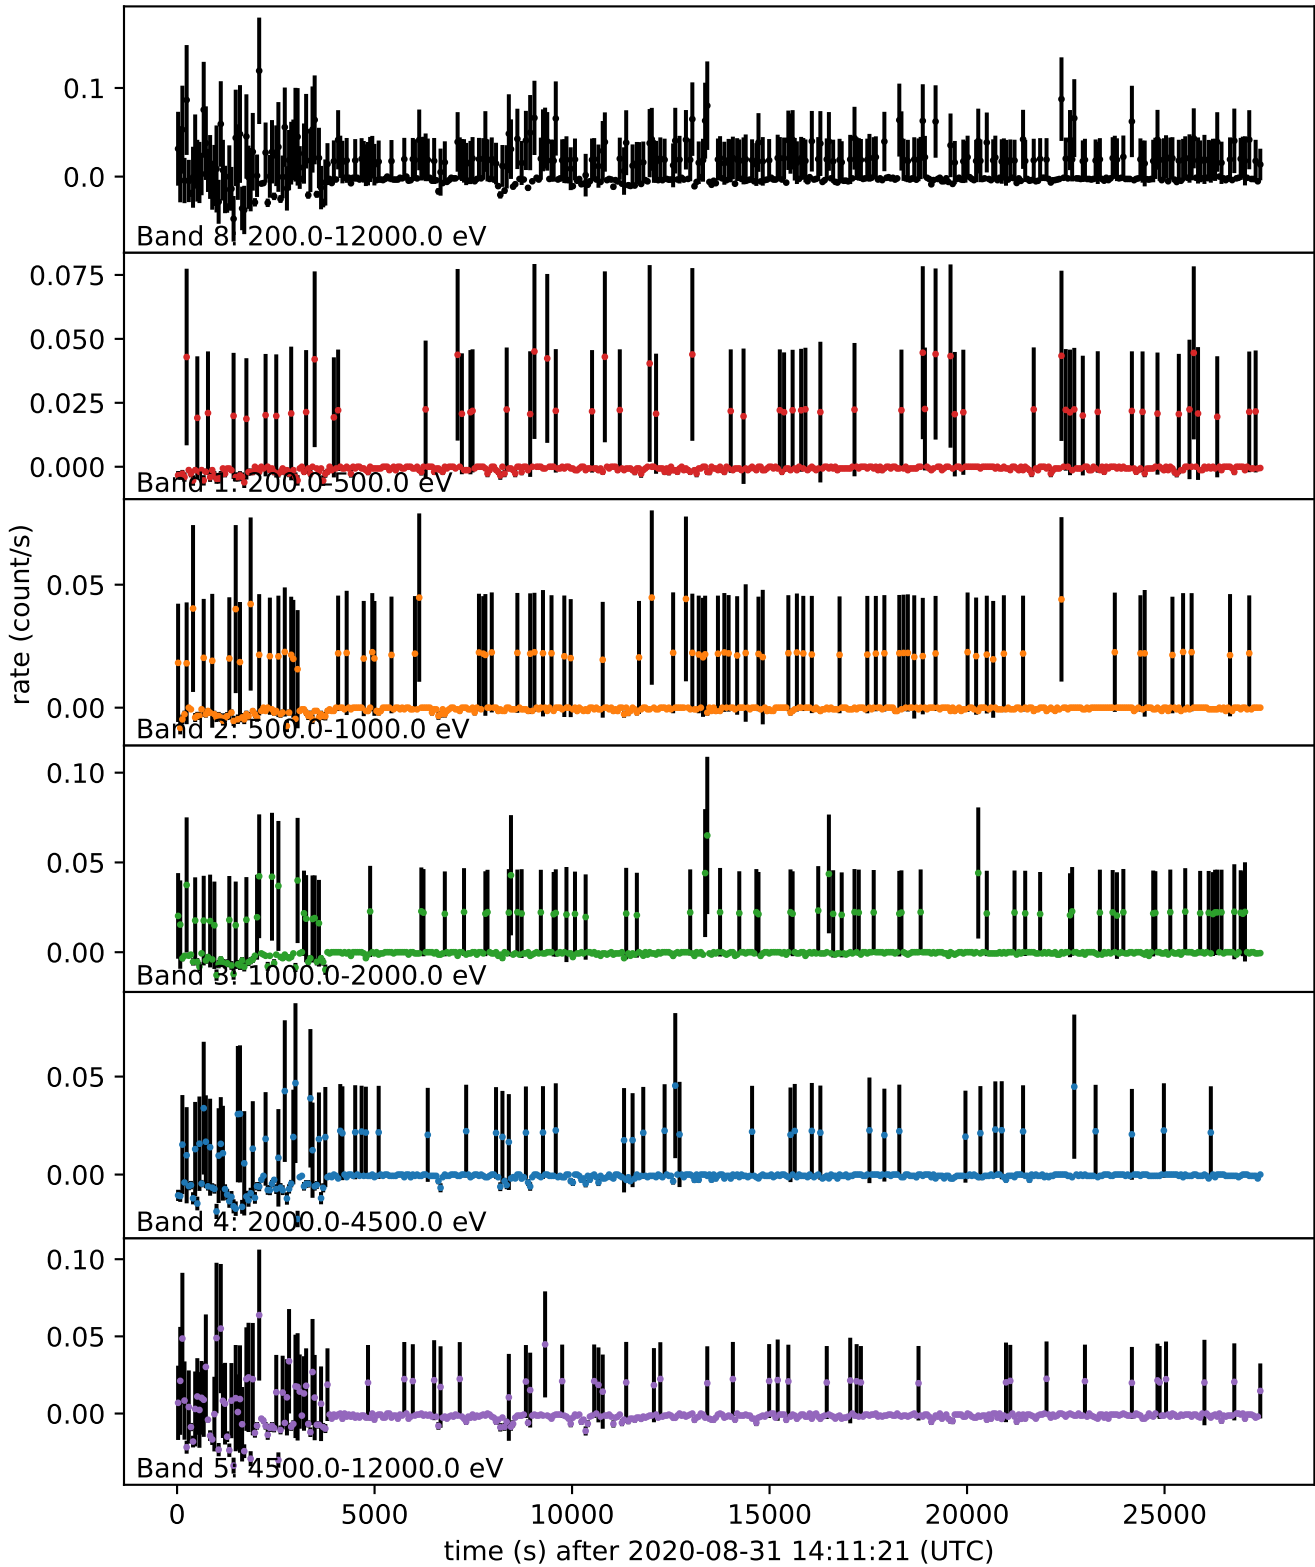 0.1
0.0
Band 8: 200.0-12000.0 eV
0.075
0.050
0.025
0.000
Band 1: 200.0-500.0 eV
0.05
0.00
Band 2: 500.0-1000.0 eV
rate (count/s)
0.10
0.05
0.00
Band 3: 1000.0-2000.0 eV
0.05
0.00
Band 4: 2000.0-4500.0 eV
0.10
0.05
0.00
Band 5: 4500.0-12000.0 eV
0 5000 10000 15000 20000 25000
time (s) after 2020-08-31 14:11:21 (UTC)